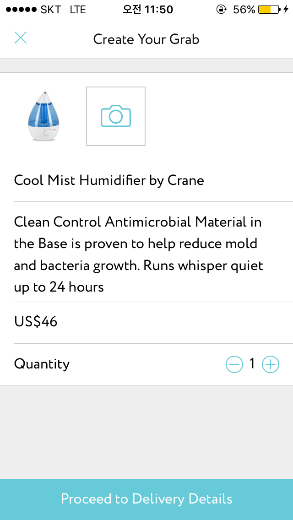 SKT LTE 오전 11:50 56%
Create Your Grab
Cool Mist Humidifier by Crane
Clean Control Antimicrobial Material in
the Base is proven to help reduce mold
and bacteria growth. Runs whisper quiet
up to 24 hours
US$46
Quantity 1
Proceed to Delivery Details